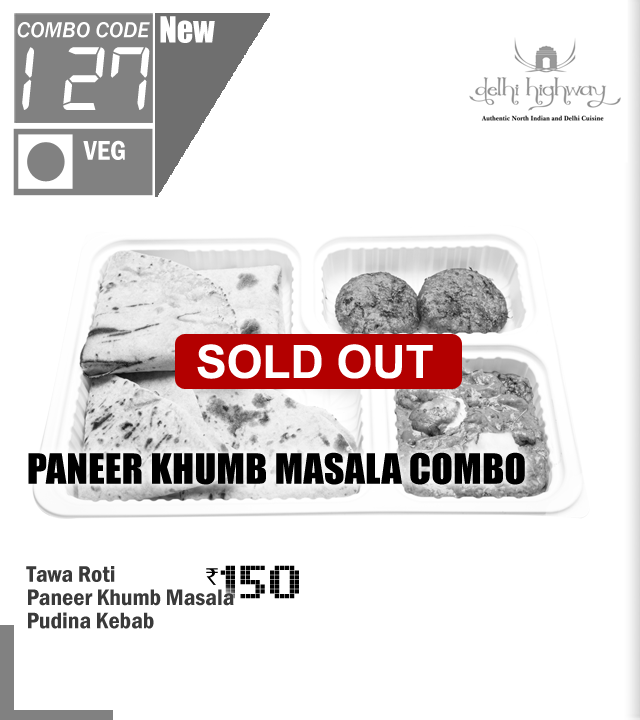 COMBO CODE
New
127
VEG
delhi highway
Authentic North Indian and Delhi Cuisine
SOLD OUT
PANEER KHUMB MASALA COMBO
Tawa Roti
₹150
Paneer Khumb Masala
Pudina Kebab